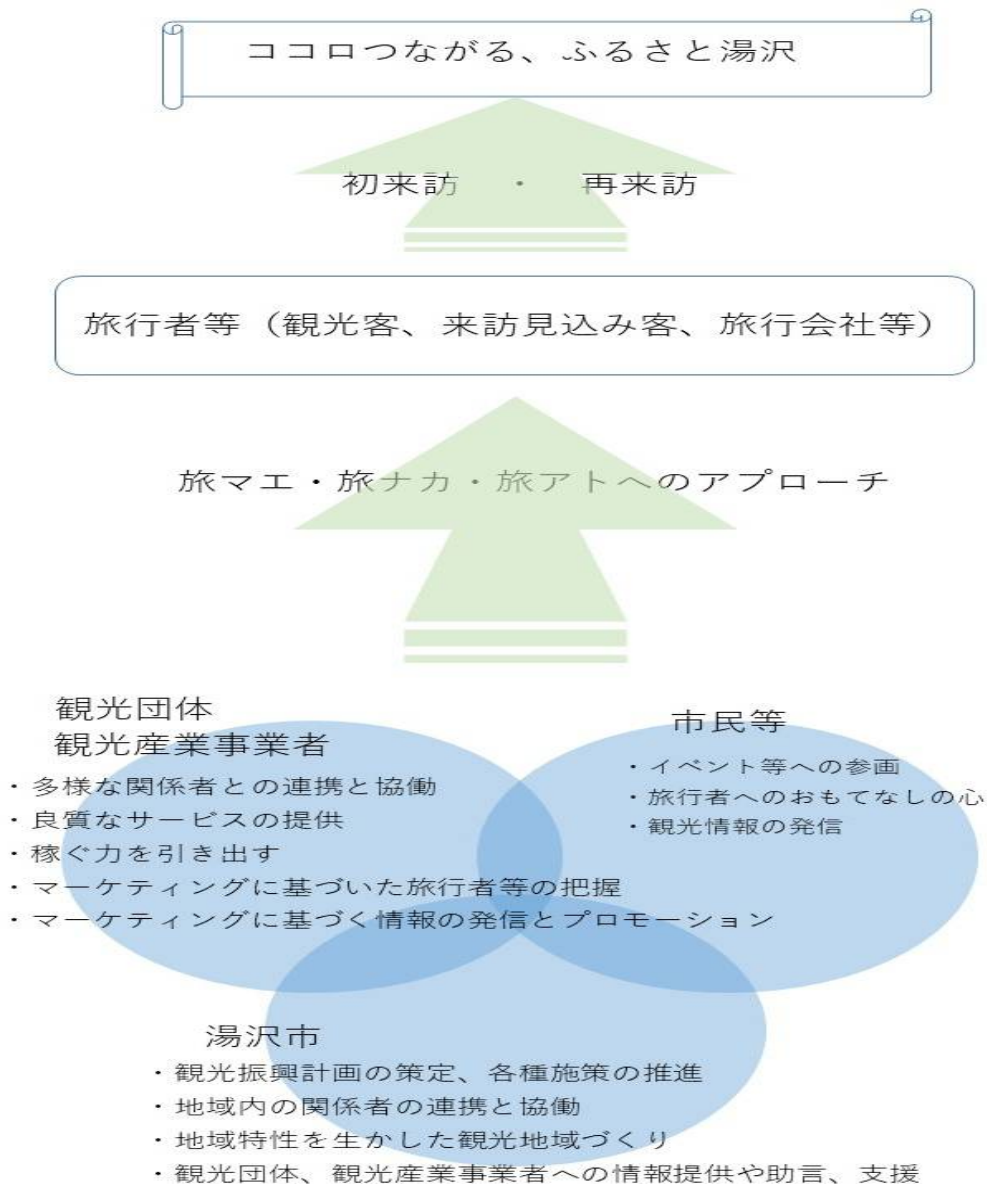 ココロつながる、ふるさと湯沢
初来訪　・　再来訪
旅行者等（観光客、来訪見込み客、旅行会社等）
旅マエ・旅ナカ・旅アトへのアプローチ
観光団体
観光産業事業者
・多様な関係者との連携と協働
・良質なサービスの提供
・稼ぐ力を引き出す
・マーケティングに基づいた旅行者等の把握
・マーケティングに基づく情報の発信とプロモーション
市民等
・イベント等への参画
・旅行者へのおもてなしの心
・観光情報の発信
湯沢市
・観光振興計画の策定、各種施策の推進
・地域内の関係者の連携と協働
・地域特性を生かした観光地域づくり
・観光団体、観光産業事業者への情報提供や助言、支援